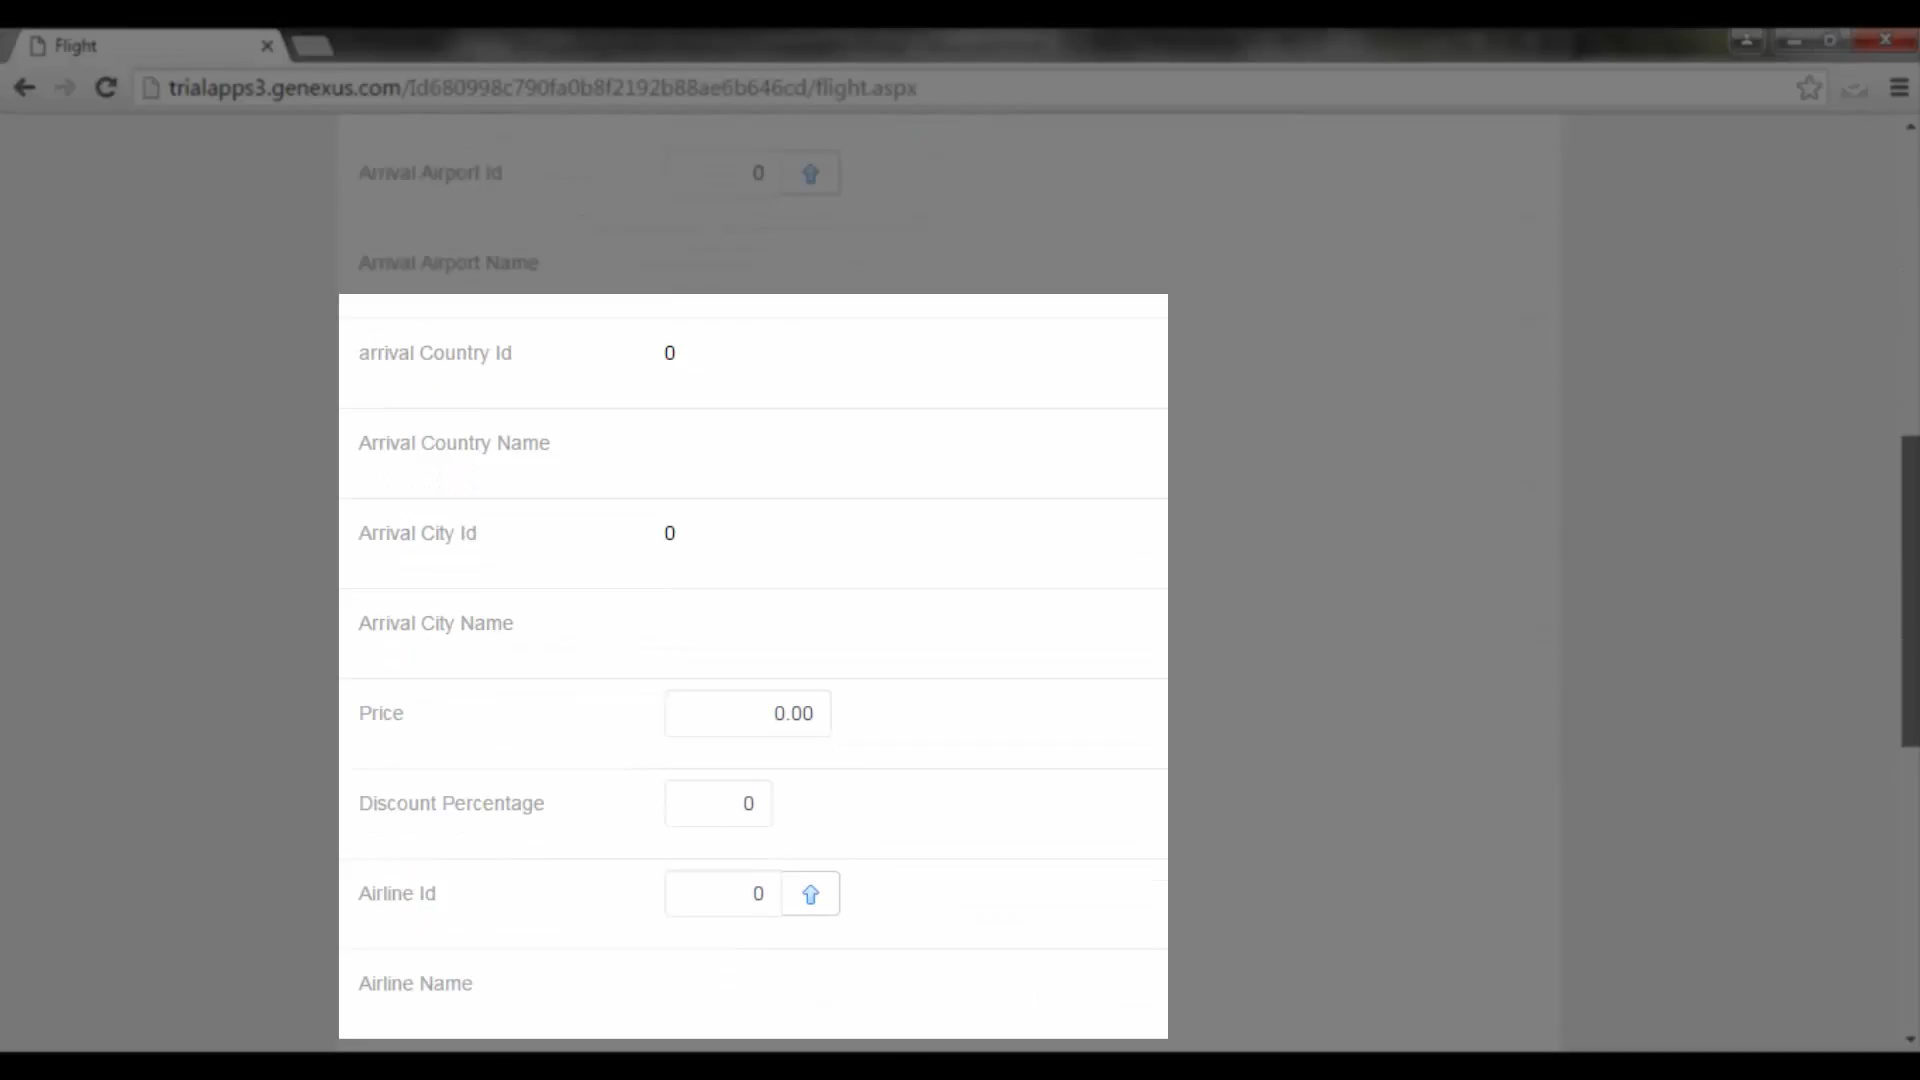 Flight
trialapps3.genexus.com/Id680998c790fa0b8f2192b88ae6b646cd/flight.aspx
Arrival Airport Id 0
Arrival Airport Name
arrival Country Id 0
Arrival Country Name
Arrival City Id 0
Arrival City Name
Price 0.00
Discount Percentage 0
Airline Id 0
Airline Name